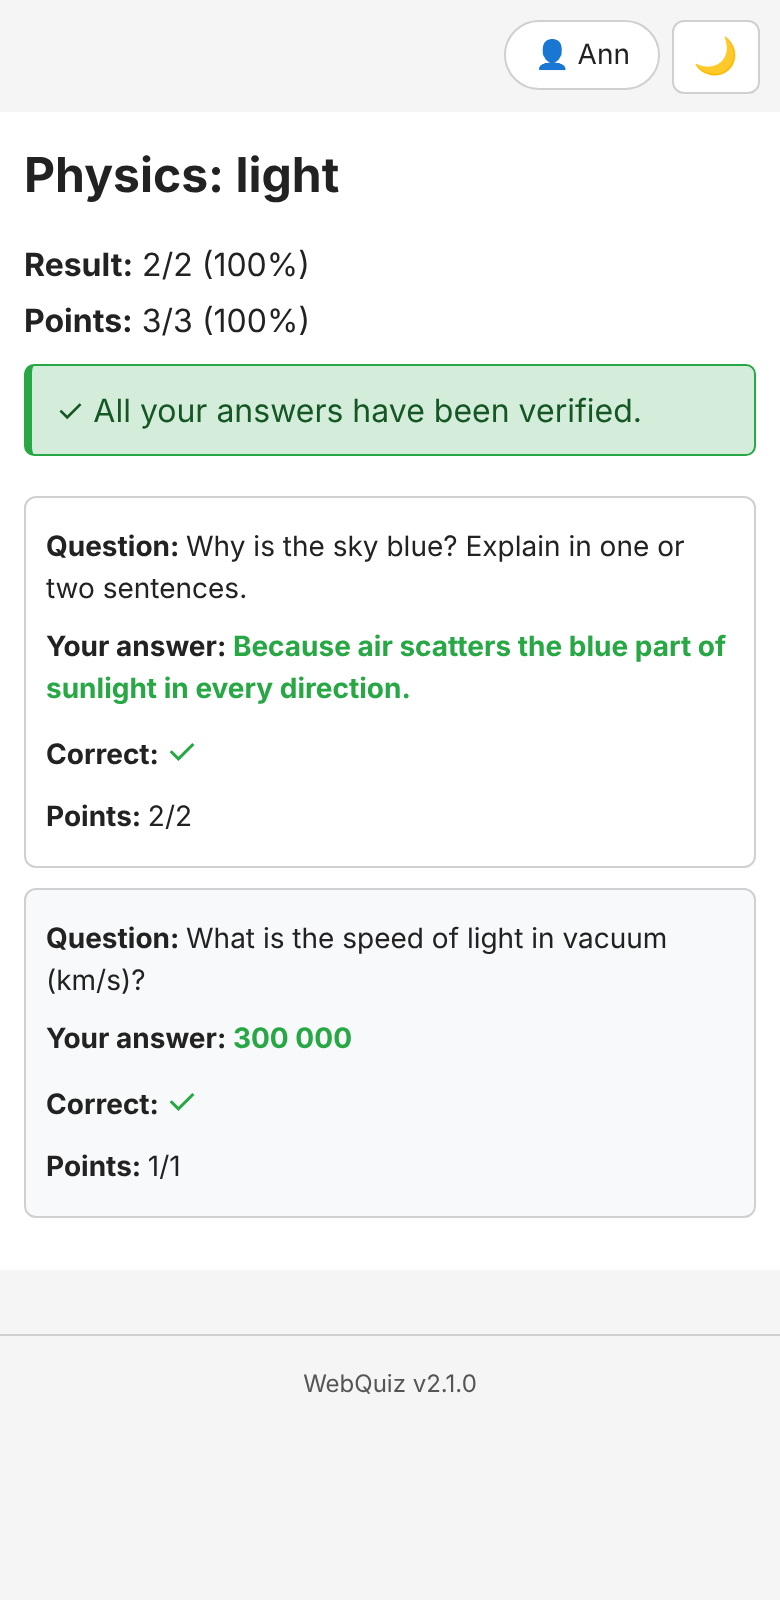 Ann
Physics: light
Result: 2/2 (100%)
Points: 3/3 (100%)
✓ All your answers have been verified.
Question: Why is the sky blue? Explain in one or
two sentences.
Your answer: Because air scatters the blue part of
sunlight in every direction.
Correct: ✓
Points: 2/2
Question: What is the speed of light in vacuum
(km/s)?
Your answer: 300 000
Correct: ✓
Points: 1/1
WebQuiz v2.1.0